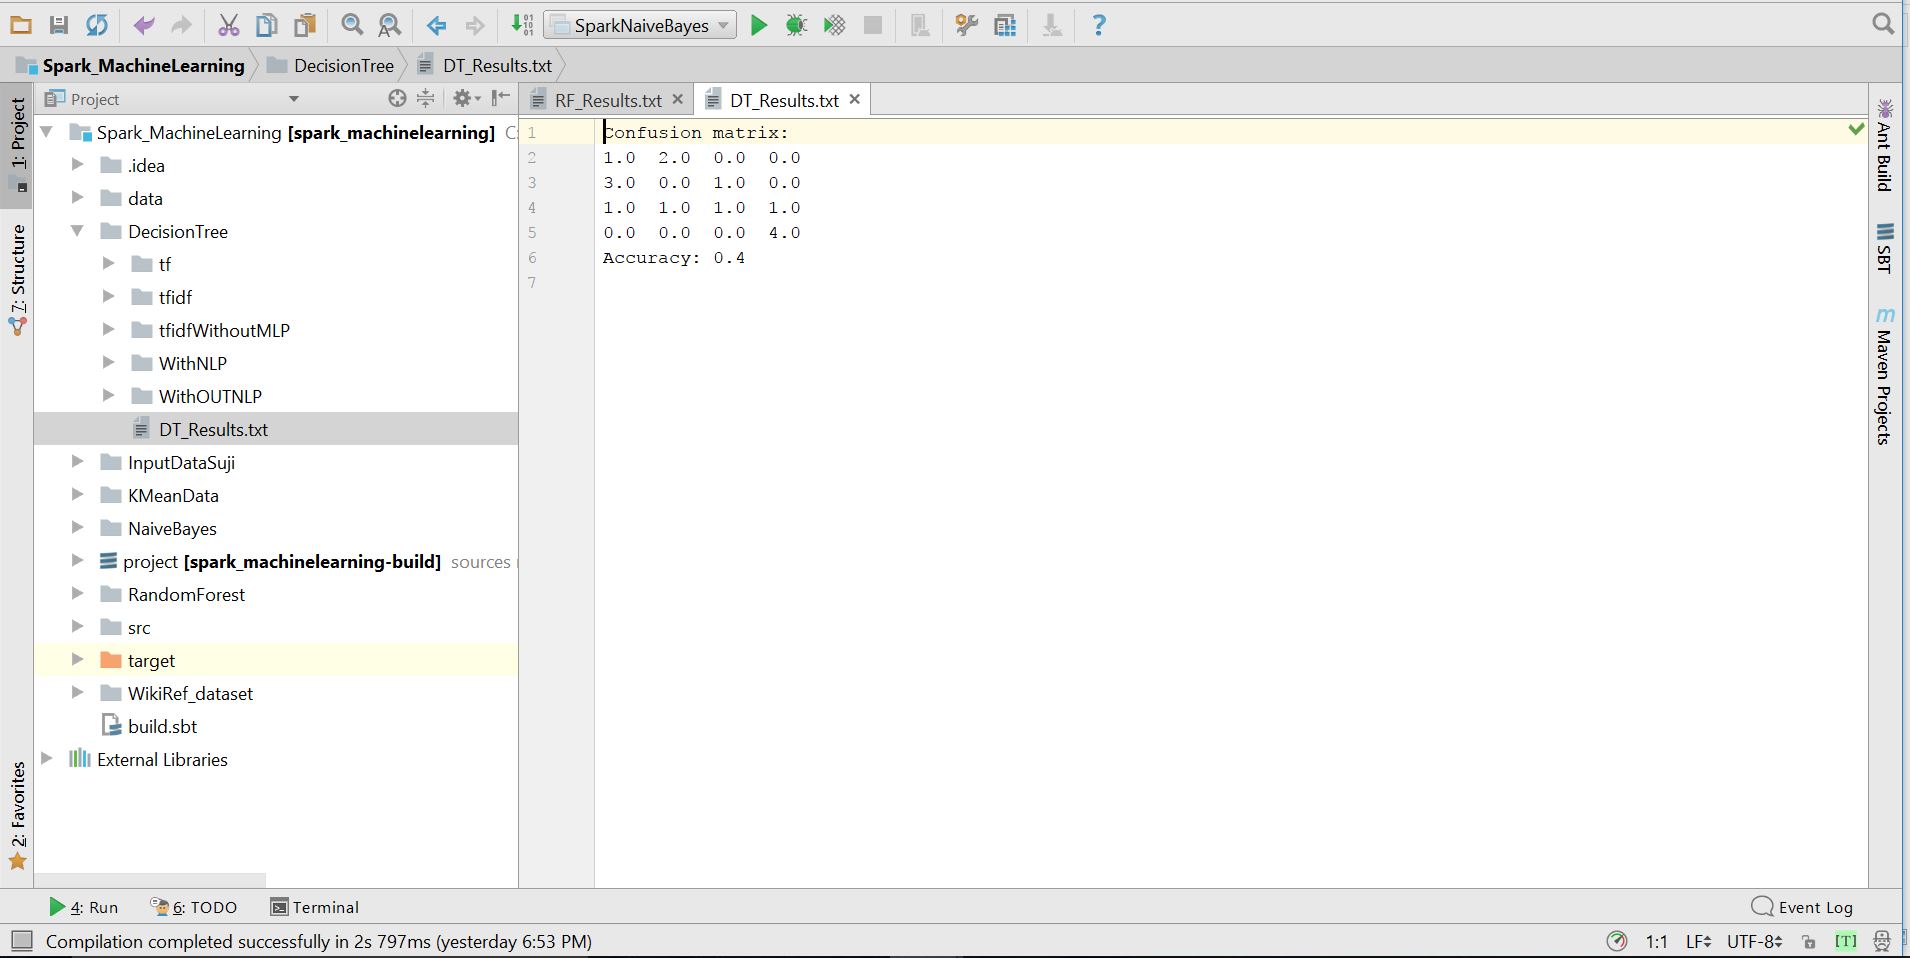 SparkNaiveBayes
Spark_MachineLearning DecisionTree DT_Results.txt
1: Project
7: Structure
2: Favorites
Project
Spark_MachineLearning [spark_machinelearning] C:
.idea
data
DecisionTree
tf
tfidf
tfidfWithoutMLP
WithNLP
WithOUTNLP
DT_Results.txt
InputDataSuji
KMeanData
NaiveBayes
project [spark_machinelearning-build] sources
RandomForest
src
target
WikiRef_dataset
build.sbt
External Libraries
RF_Results.txt DT_Results.txt
1 Confusion matrix:
2 1.0 2.0 0.0 0.0
3 3.0 0.0 1.0 0.0
4 1.0 1.0 1.0 1.0
5 0.0 0.0 0.0 4.0
6 Accuracy: 0.4
7
Ant Build
SBT
m Maven Projects
4: Run 6: TODO Terminal Event Log
Compilation completed successfully in 2s 797ms (yesterday 6:53 PM) 1:1 LF UTF-8 [T]